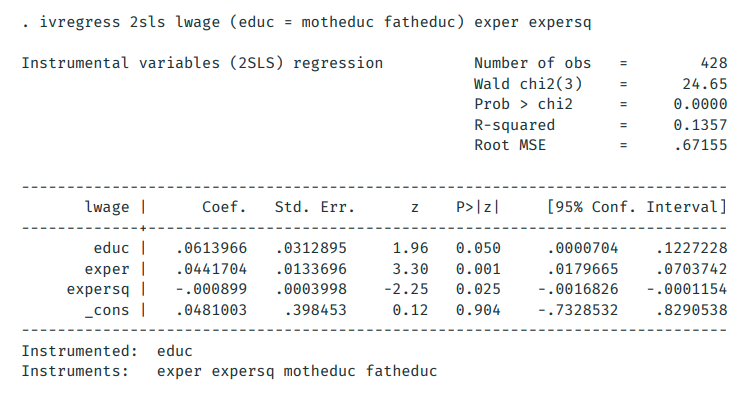 . ivregress 2sls lwage (educ = motheduc fatheduc) exper expersq
Instrumental variables (2SLS) regression          Number of obs   =        428
                                                  Wald chi2(3)    =      24.65
                                                  Prob > chi2     =     0.0000
                                                  R-squared       =     0.1357
                                                  Root MSE        =     .67155
------------------------------------------------------------------------------
       lwage |      Coef.   Std. Err.      z    P>|z|     [95% Conf. Interval]
-------------+----------------------------------------------------------------
        educ |   .0613966   .0312895     1.96   0.050     .0000704    .1227228
       exper |   .0441704   .0133696     3.30   0.001     .0179665    .0703742
     expersq |   -.000899   .0003998    -2.25   0.025    -.0016826   -.0001154
       _cons |   .0481003    .398453     0.12   0.904    -.7328532    .8290538
------------------------------------------------------------------------------
Instrumented:  educ
Instruments:   exper expersq motheduc fatheduc